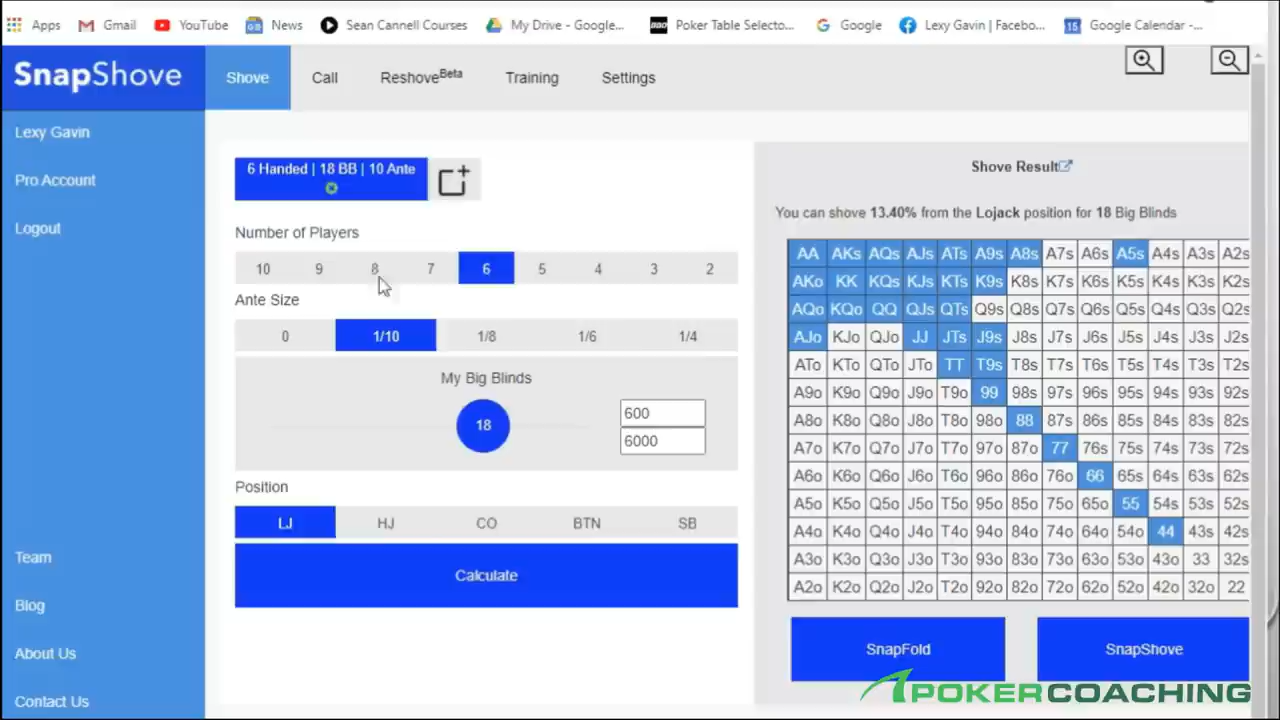 Apps Gmail YouTube News Sean Cannell Courses My Drive - Google... Poker Table Selecto... Google Lexy Gavin | Facebo... 15 Google Calendar -...
SnapShove Shove Call ReshoveBeta Training Settings
Lexy Gavin
Pro Account
Logout
Team
Blog
About Us
Contact Us
6 Handed | 18 BB | 10 Ante
Number of Players
10 9 8 7 6 5 4 3 2
Ante Size
0 1/10 1/8 1/6 1/4
My Big Blinds
18
600
6000
Position
LJ HJ CO BTN SB
Calculate
Shove Result
You can shove 13.40% from the Lojack position for 18 Big Blinds
AA AKs AQs AJs ATs A9s A8s A7s A6s A5s A4s A3s A2s
AKo KK KQs KJs KTs K9s K8s K7s K6s K5s K4s K3s K2s
AQo KQo QQ QJs QTs Q9s Q8s Q7s Q6s Q5s Q4s Q3s Q2s
AJo KJo QJo JJ JTs J9s J8s J7s J6s J5s J4s J3s J2s
ATo KTo QTo JTo TT T9s T8s T7s T6s T5s T4s T3s T2s
A9o K9o Q9o J9o T9o 99 98s 97s 96s 95s 94s 93s 92s
A8o K8o Q8o J8o T8o 98o 88 87s 86s 85s 84s 83s 82s
A7o K7o Q7o J7o T7o 97o 87o 77 76s 75s 74s 73s 72s
A6o K6o Q6o J6o T6o 96o 86o 76o 66 65s 64s 63s 62s
A5o K5o Q5o J5o T5o 95o 85o 75o 65o 55 54s 53s 52s
A4o K4o Q4o J4o T4o 94o 84o 74o 64o 54o 44 43s 42s
A3o K3o Q3o J3o T3o 93o 83o 73o 63o 53o 43o 33 32s
A2o K2o Q2o J2o T2o 92o 82o 72o 62o 52o 42o 32o 22
SnapFold SnapShove
POKERCOACHING